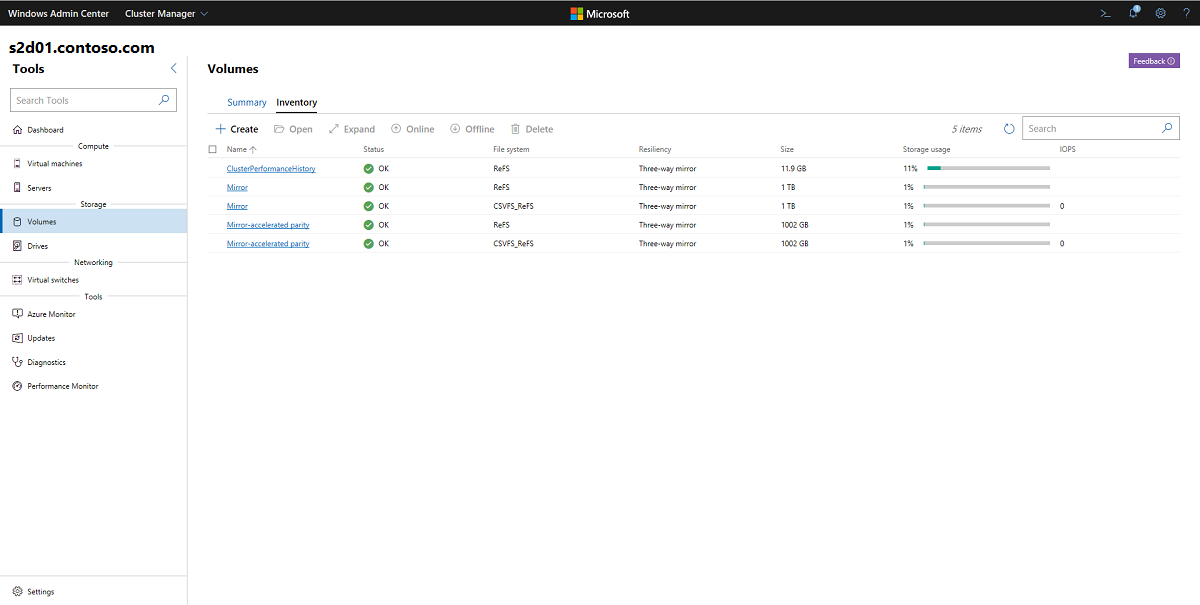 Windows Admin Center Cluster Manager Microsoft 1 ?
s2d01.contoso.com
Tools
Search Tools
Dashboard
Compute
Virtual machines
Servers
Storage
Volumes
Drives
Networking
Virtual switches
Tools
Azure Monitor
Updates
Diagnostics
Performance Monitor
Settings
Volumes Feedback
Summary Inventory
Create Open Expand Online Offline Delete 5 items Search
Name Status File system Resiliency Size Storage usage IOPS
ClusterPerformanceHistory OK ReFS Three-way mirror 11.9 GB 11%
Mirror OK ReFS Three-way mirror 1 TB 1%
Mirror OK CSVFS_ReFS Three-way mirror 1 TB 1% 0
Mirror-accelerated parity OK ReFS Three-way mirror 1002 GB 1%
Mirror-accelerated parity OK CSVFS_ReFS Three-way mirror 1002 GB 1% 0